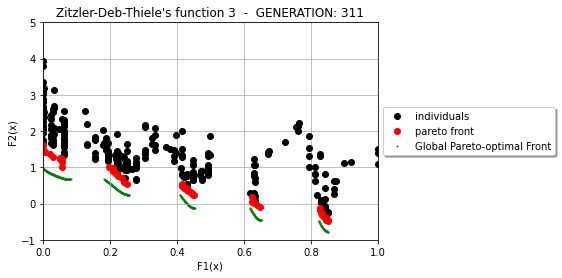 Zitzler-Deb-Thiele's function 3  -  GENERATION: 311
5
4
3
2
1
0
−1
F2(x)
0.0 0.2 0.4 0.6 0.8 1.0
F1(x)
individuals
pareto front
Global Pareto-optimal Front